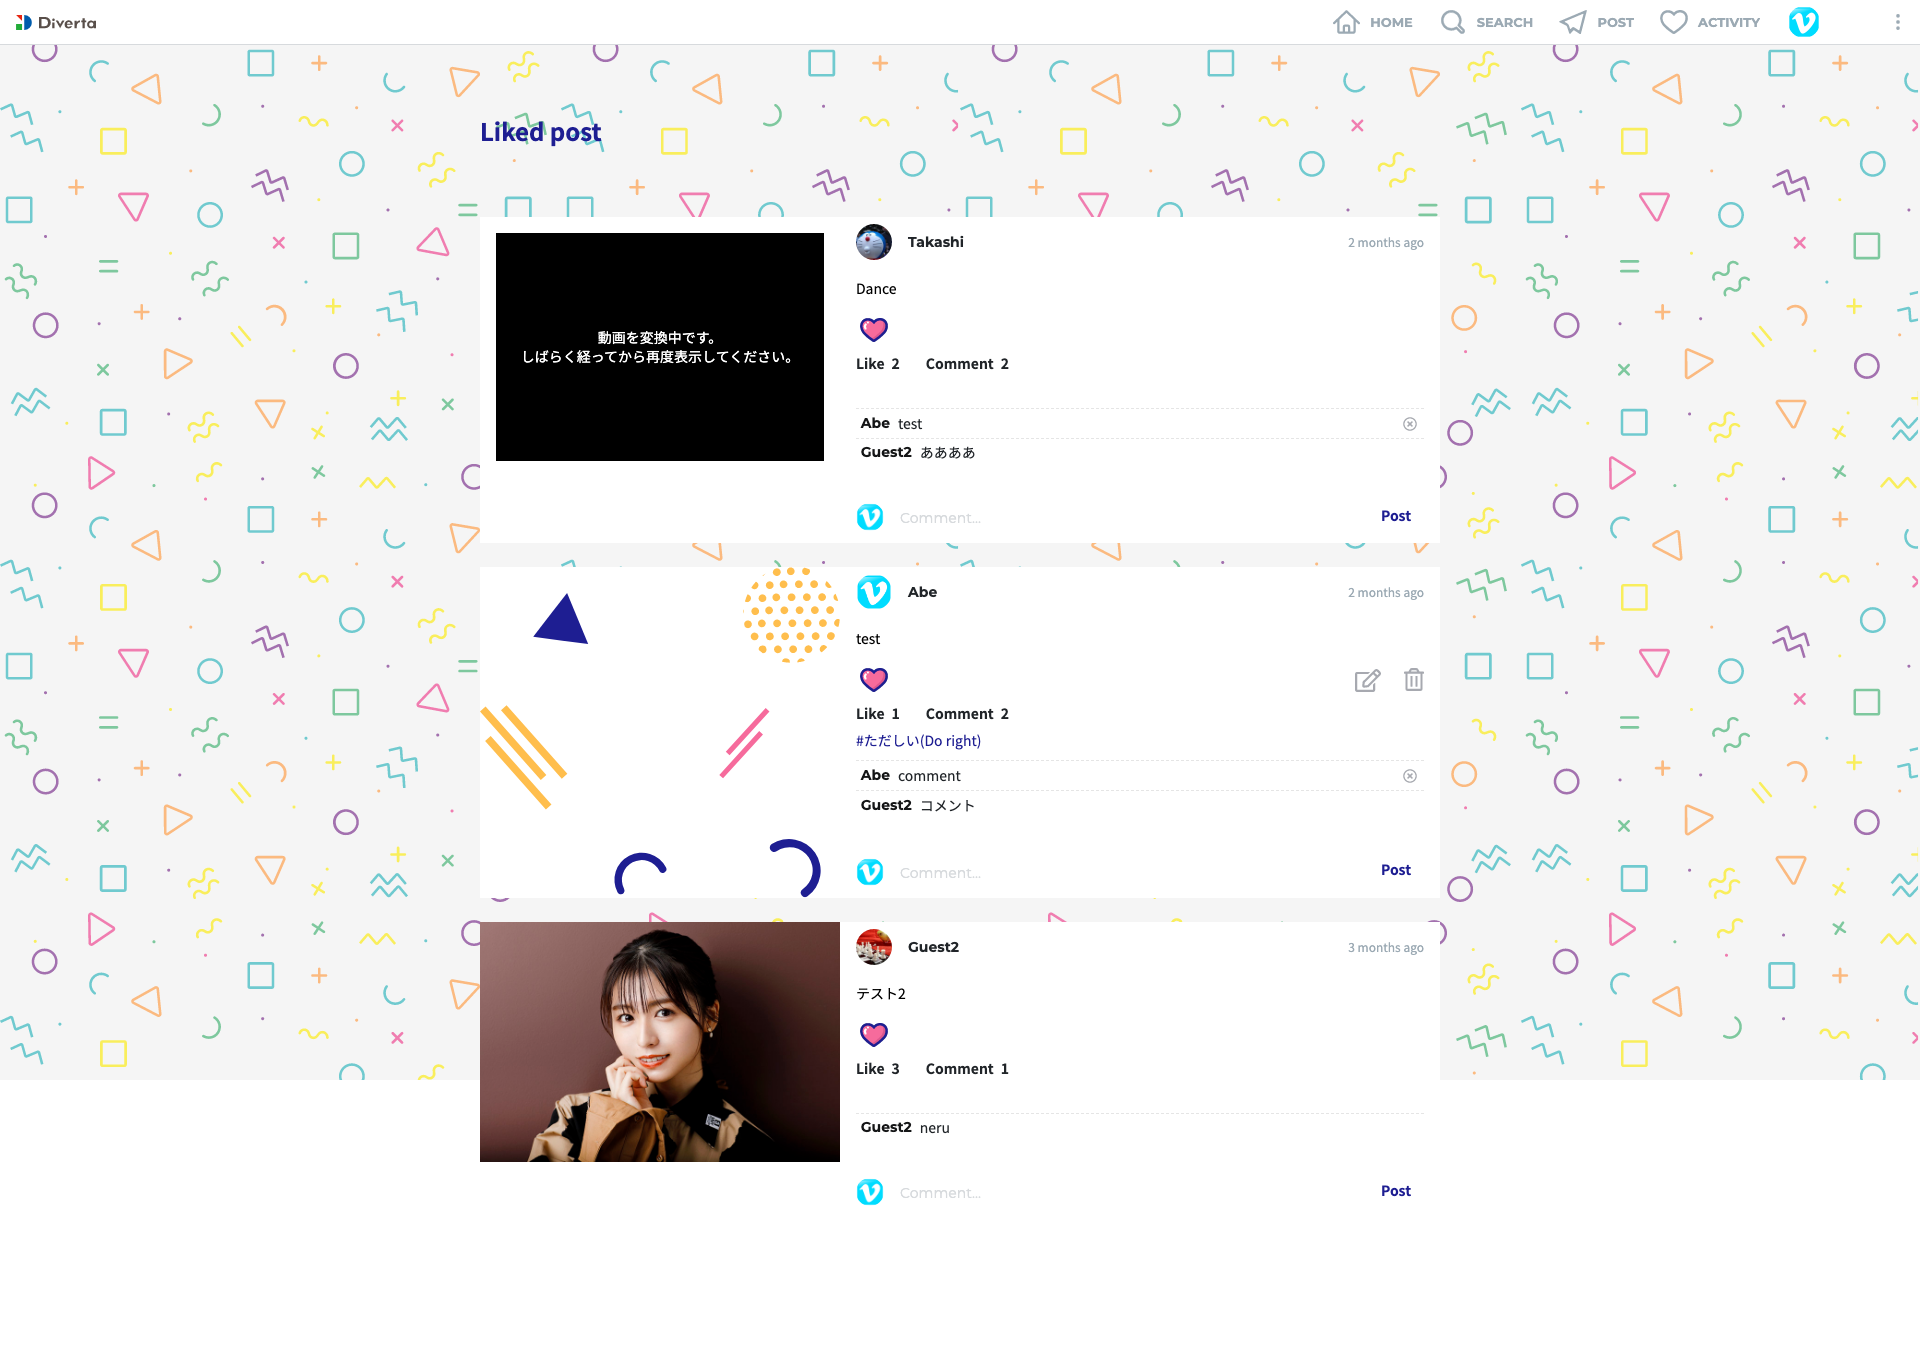 Diverta
HOME
SEARCH
POST
ACTIVITY
Liked post
動画を変換中です。
しばらく経ってから再度表示してください。
Takashi
2 months ago
Dance
Like 2 Comment 2
Abe test
Guest2 ああああ
Comment...
Post
Abe
2 months ago
test
Like 1 Comment 2
#ただしい(Do right)
Abe comment
Guest2 コメント
Comment...
Post
Guest2
3 months ago
テスト2
Like 3 Comment 1
Guest2 neru
Comment...
Post